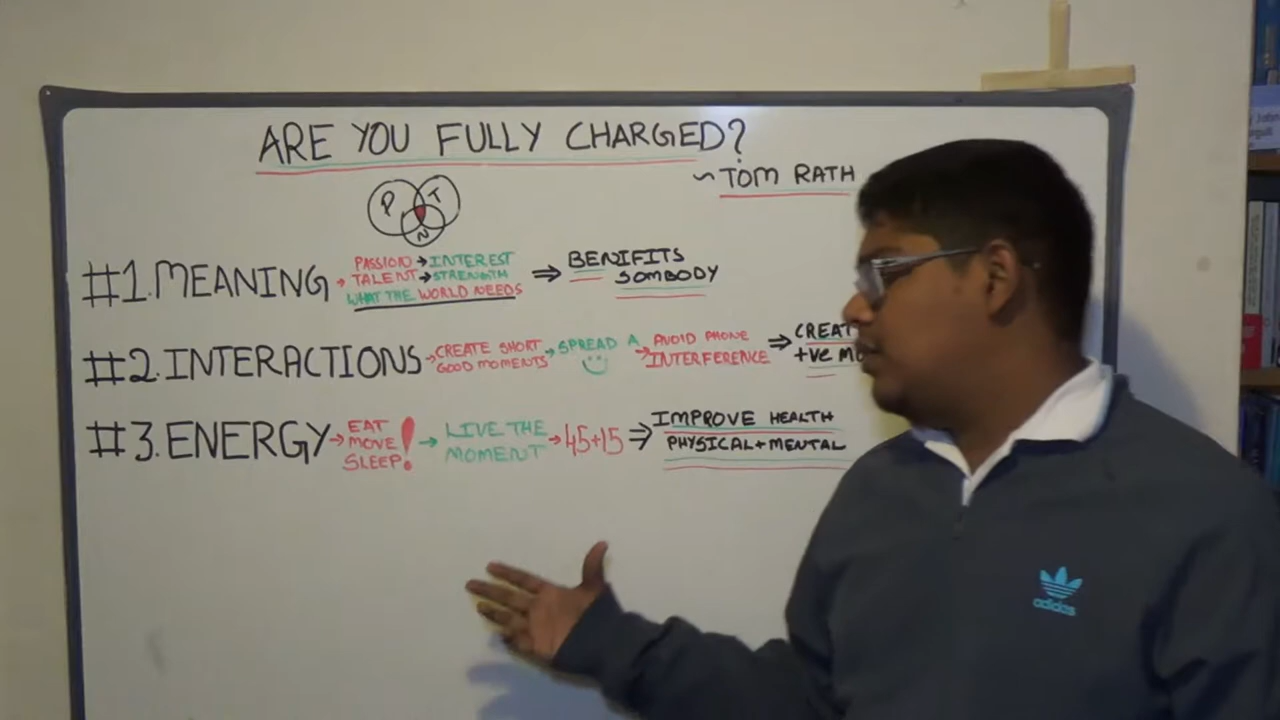 ARE YOU FULLY CHARGED?
~ TOM RATH
P T
N
#1. MEANING → PASSION → INTEREST
TALENT → STRENGTH
WHAT THE WORLD NEEDS
⇒ BENIFITS
SOMBODY
#2. INTERACTIONS → CREATE SHORT
GOOD MOMENTS
→ SPREAD A
→ AVOID PHONE
INTERFERENCE
⇒ CREAT
+VE MO
#3. ENERGY → EAT
MOVE
SLEEP!
→ LIVE THE
MOMENT
→ 45+15
⇒ IMPROVE HEALTH
PHYSICAL+MENTAL
adidas